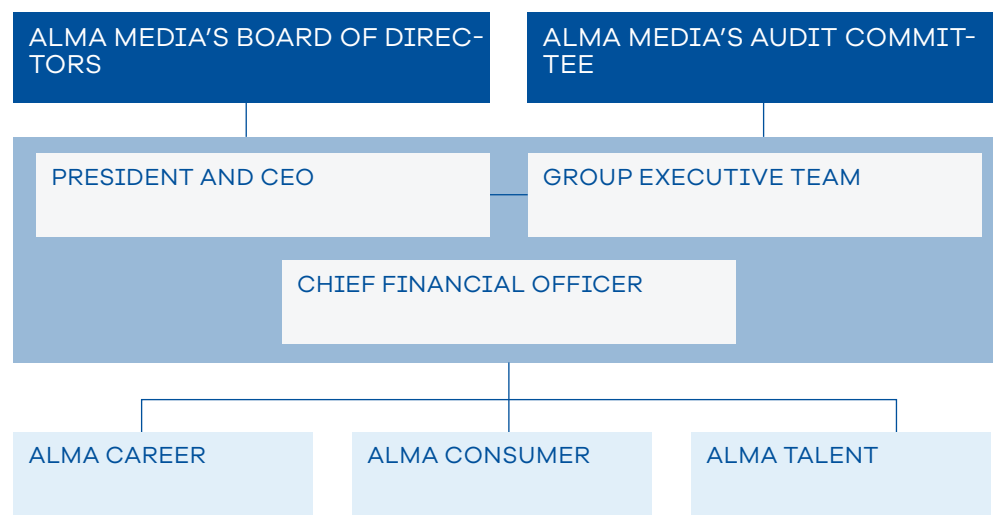 ALMA MEDIA’S BOARD OF DIREC-
TORS
ALMA MEDIA’S AUDIT COMMIT-
TEE
PRESIDENT AND CEO
GROUP EXECUTIVE TEAM
CHIEF FINANCIAL OFFICER
ALMA CAREER
ALMA CONSUMER
ALMA TALENT